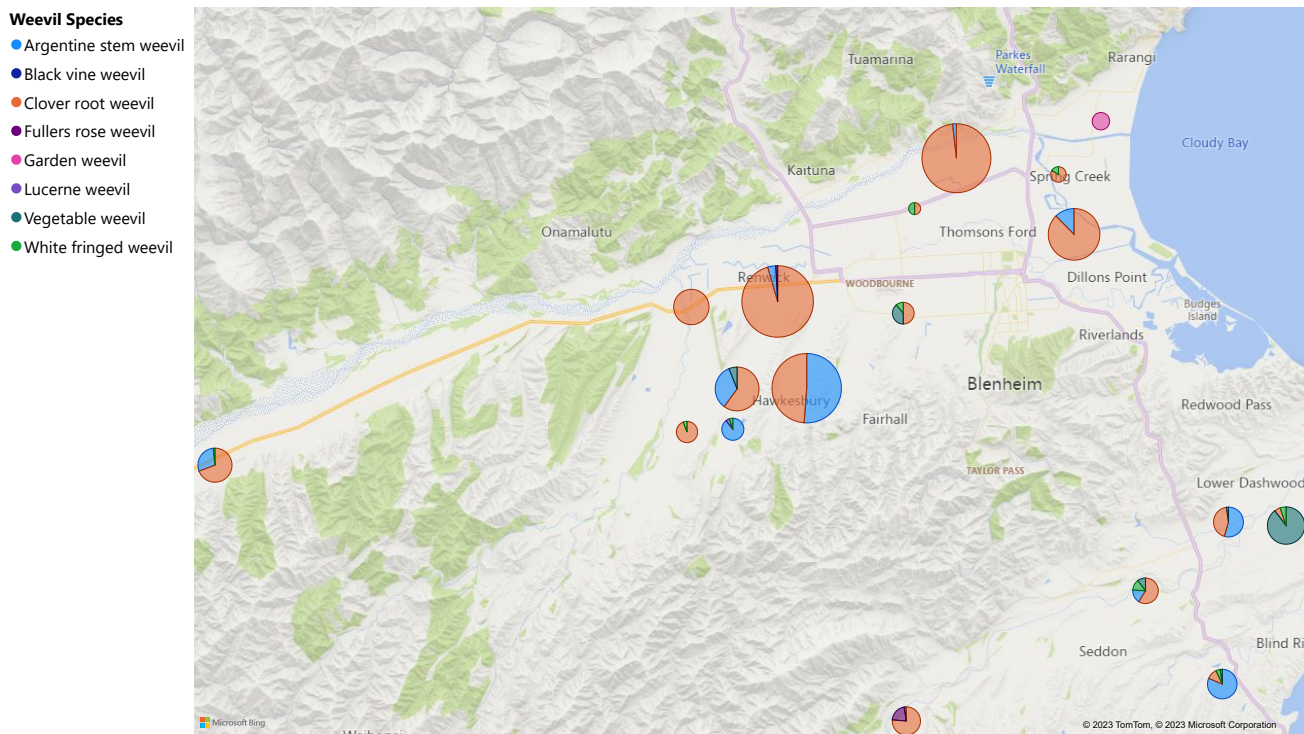 Weevil Species
Argentine stem weevil
Black vine weevil
Clover root weevil
Fullers rose weevil
Garden weevil
Lucerne weevil
Vegetable weevil
White fringed weevil
Tuamarina
Parkes
Waterfall
Rarangi
Cloudy Bay
Kaituna
Spring Creek
Onamalutu
Thomsons Ford
Renwick
WOODBOURNE
Dillons Point
Budges
Island
Riverlands
Blenheim
Hawkesbury
Fairhall
Redwood Pass
TAYLOR PASS
Lower Dashwood
Seddon
Blind Ri
Microsoft Bing
© 2023 TomTom, © 2023 Microsoft Corporation